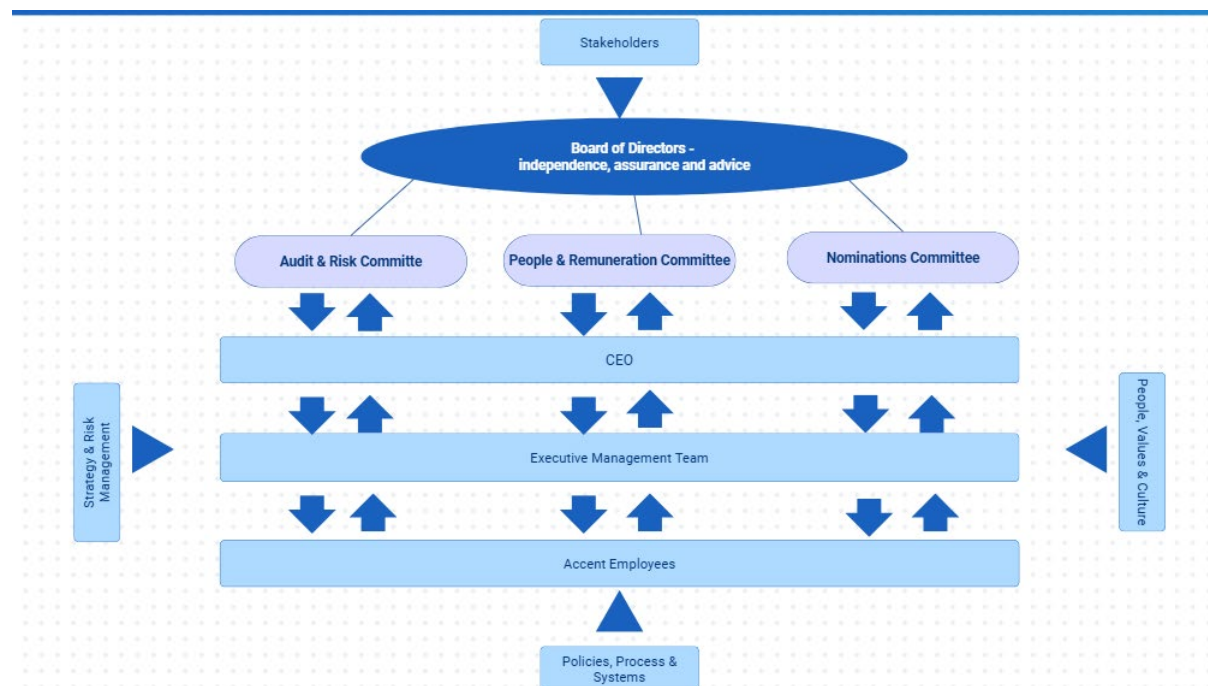 Stakeholders
Board of Directors -
independence, assurance and advice
Audit & Risk Committe
People & Remuneration Committee
Nominations Committee
CEO
Strategy & Risk
Management
People, Values & Culture
Executive Management Team
Accent Employees
Policies, Process &
Systems